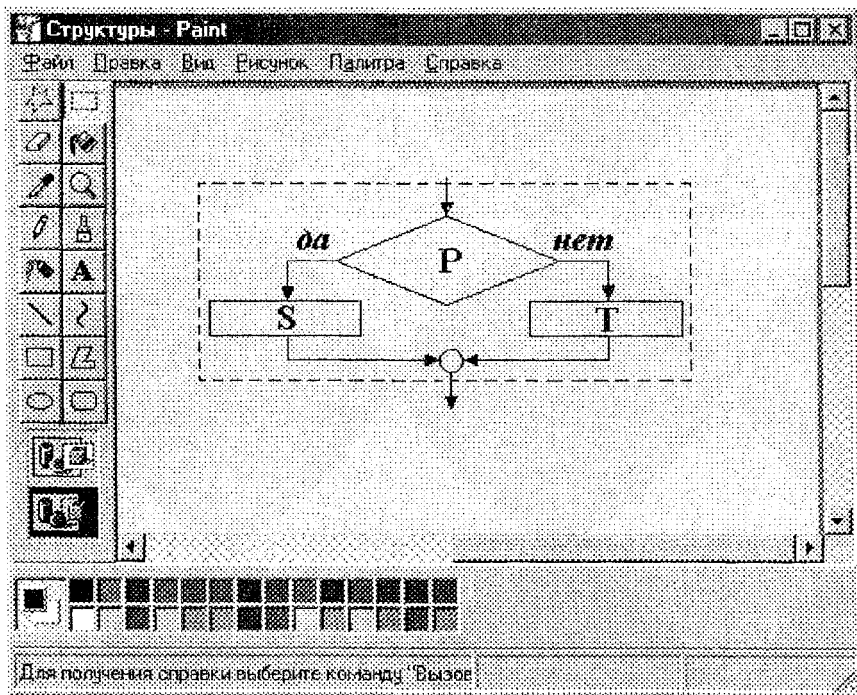 Структуры - Paint
Файл Правка Вид Рисунок Палитра Справка
да нет
P
S T
A
Для получения справки выберите команду "Вызов